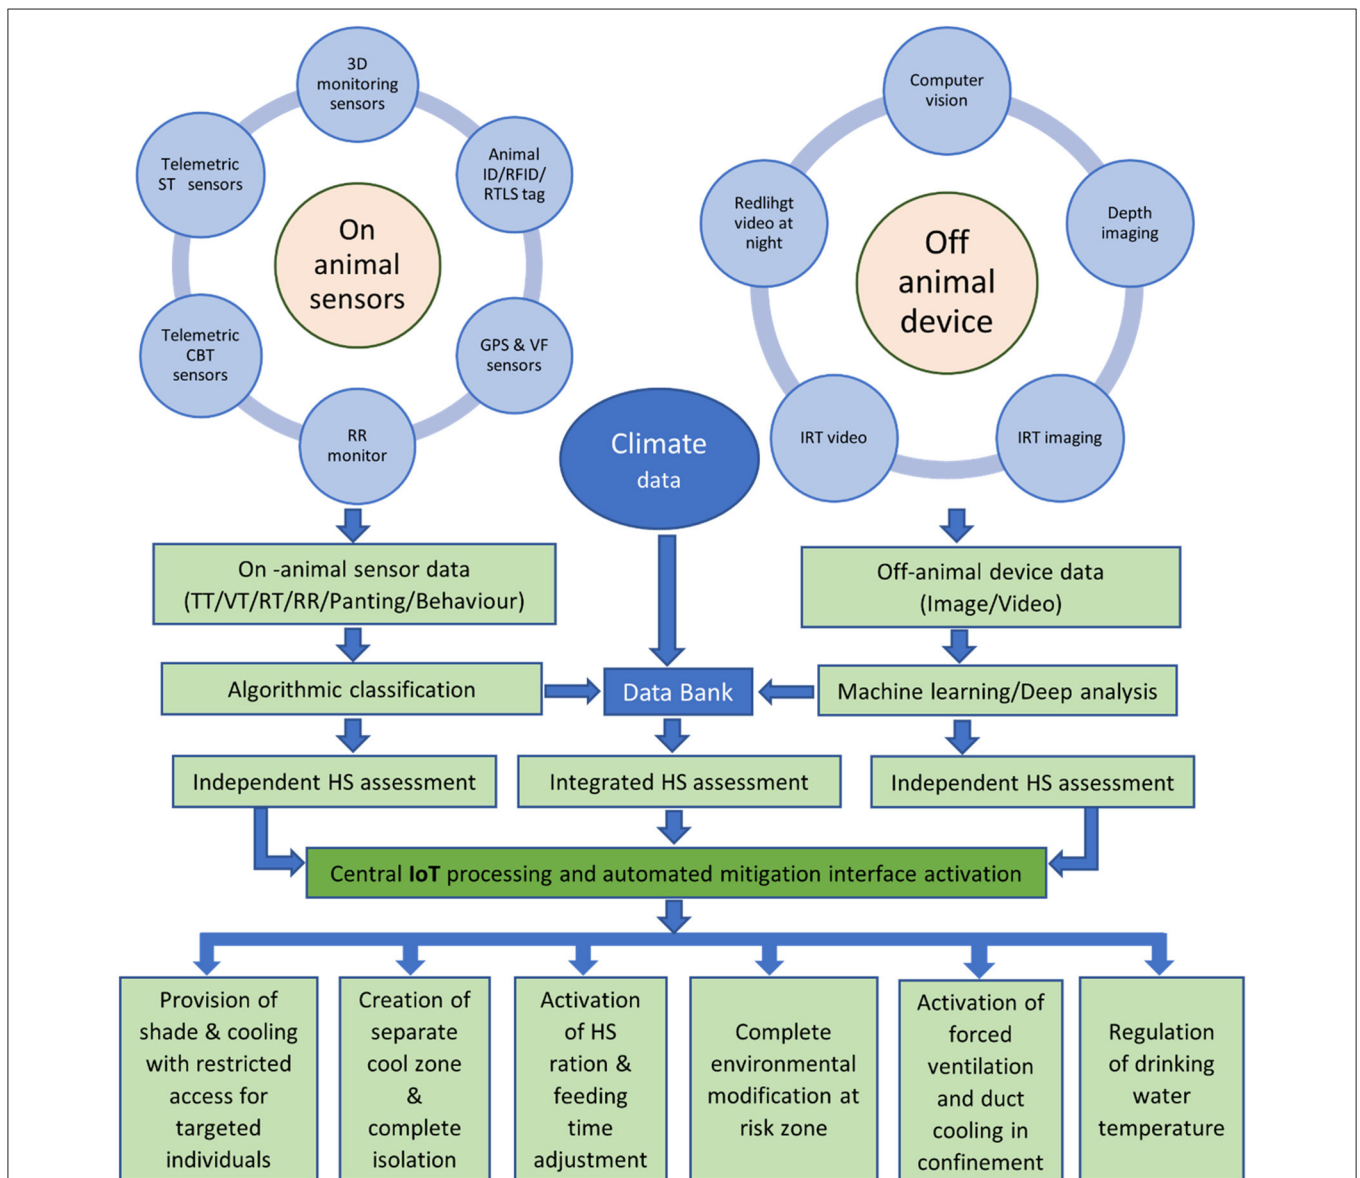 3D
monitoring
sensors
Animal
ID/RFID/
RTLS tag
GPS & VF
sensors
RR
monitor
Telemetric
CBT
sensors
Telemetric
ST sensors
On
animal
sensors
Computer
vision
Depth
imaging
IRT imaging
IRT video
Redlihgt
video at
night
Off
animal
device
Climate
data
On -animal sensor data
(TT/VT/RT/RR/Panting/Behaviour)
Off-animal device data
(Image/Video)
Algorithmic classification
Data Bank
Machine learning/Deep analysis
Independent HS assessment
Integrated HS assessment
Independent HS assessment
Central IoT processing and automated mitigation interface activation
Provision of
shade & cooling
with restricted
access for
targeted
individuals
Creation of
separate
cool zone
&
complete
isolation
Activation
of HS
ration &
feeding
time
adjustment
Complete
environmental
modification at
risk zone
Activation of
forced
ventilation
and duct
cooling in
confinement
Regulation
of drinking
water
temperature